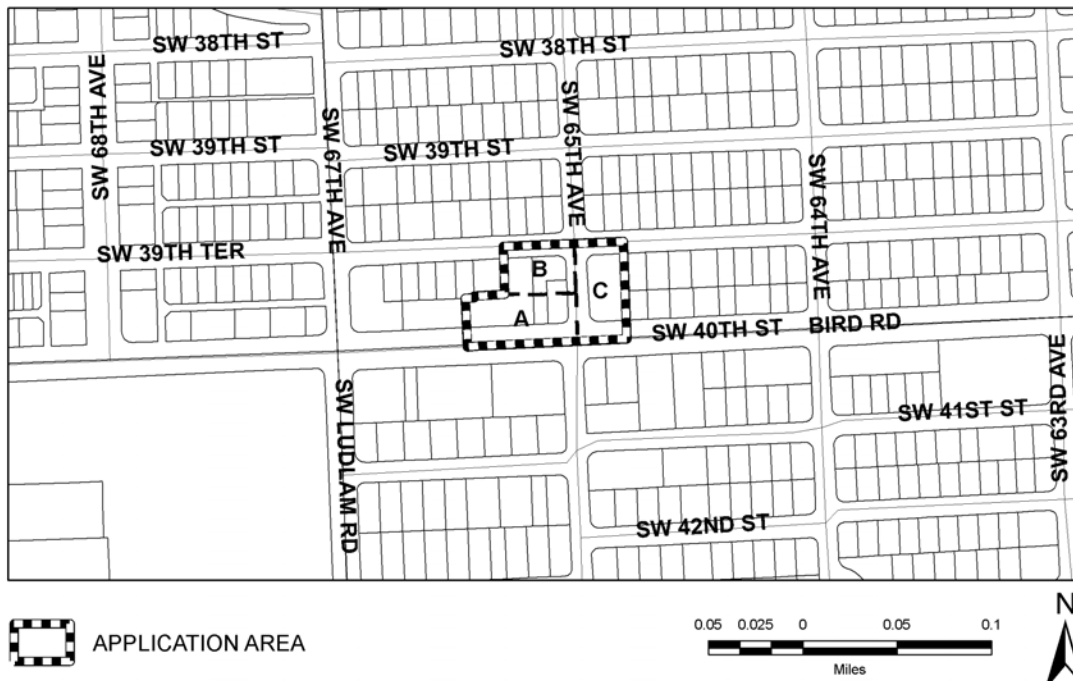 SW 38TH ST
SW 38TH ST
SW 68TH AVE
SW 67TH AVE
SW 65TH AVE
SW 39TH ST
SW 39TH ST
SW 64TH AVE
SW 39TH TER
B
C
A
SW 40TH ST BIRD RD
SW LUDLAM RD
SW 63RD AVE
SW 41ST ST
SW 42ND ST
N
APPLICATION AREA
0.05 0.025 0 0.05 0.1
Miles